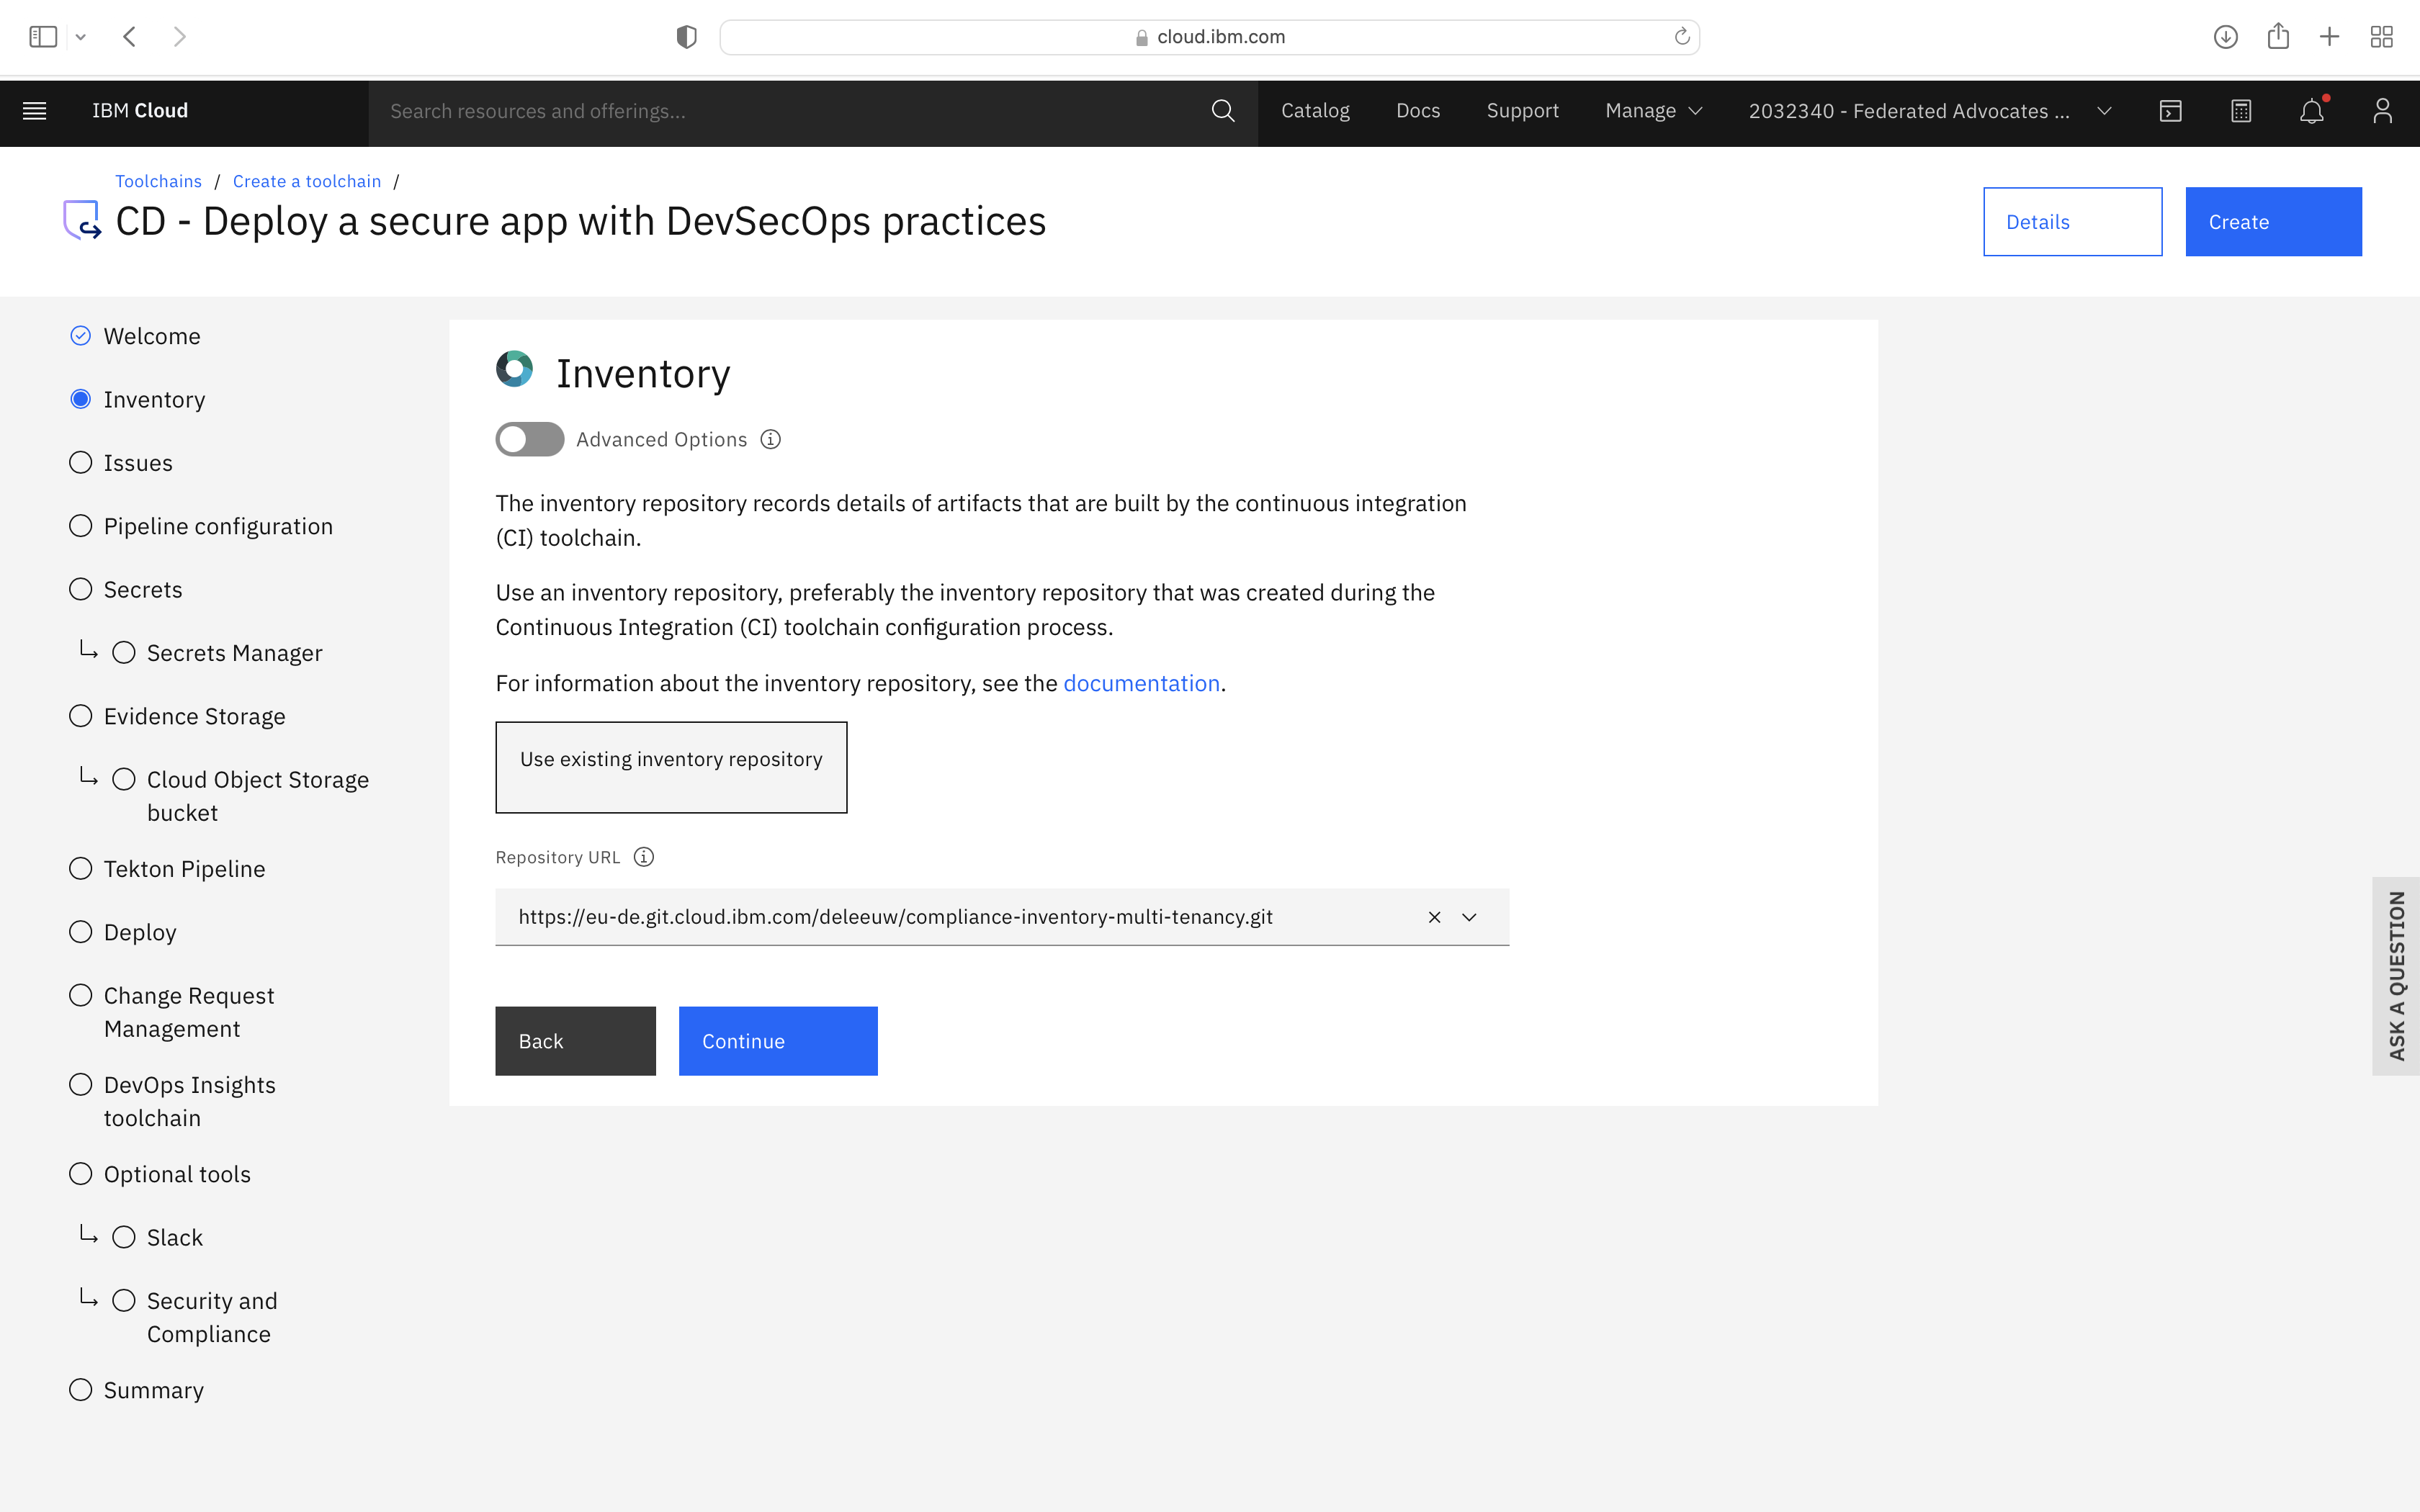 cloud.ibm.com
IBM Cloud
Search resources and offerings...
Catalog
Docs
Support
Manage
2032340 - Federated Advocates ...
Toolchains / Create a toolchain /
CD - Deploy a secure app with DevSecOps practices
Details
Create
Welcome
Inventory
Issues
Pipeline configuration
Secrets
Secrets Manager
Evidence Storage
Cloud Object Storage
bucket
Tekton Pipeline
Deploy
Change Request
Management
DevOps Insights
toolchain
Optional tools
Slack
Security and
Compliance
Summary
Inventory
Advanced Options
The inventory repository records details of artifacts that are built by the continuous integration
(CI) toolchain.
Use an inventory repository, preferably the inventory repository that was created during the
Continuous Integration (CI) toolchain configuration process.
For information about the inventory repository, see the documentation.
Use existing inventory repository
Repository URL
https://eu-de.git.cloud.ibm.com/deleeuw/compliance-inventory-multi-tenancy.git
Back
Continue
ASK A QUESTION